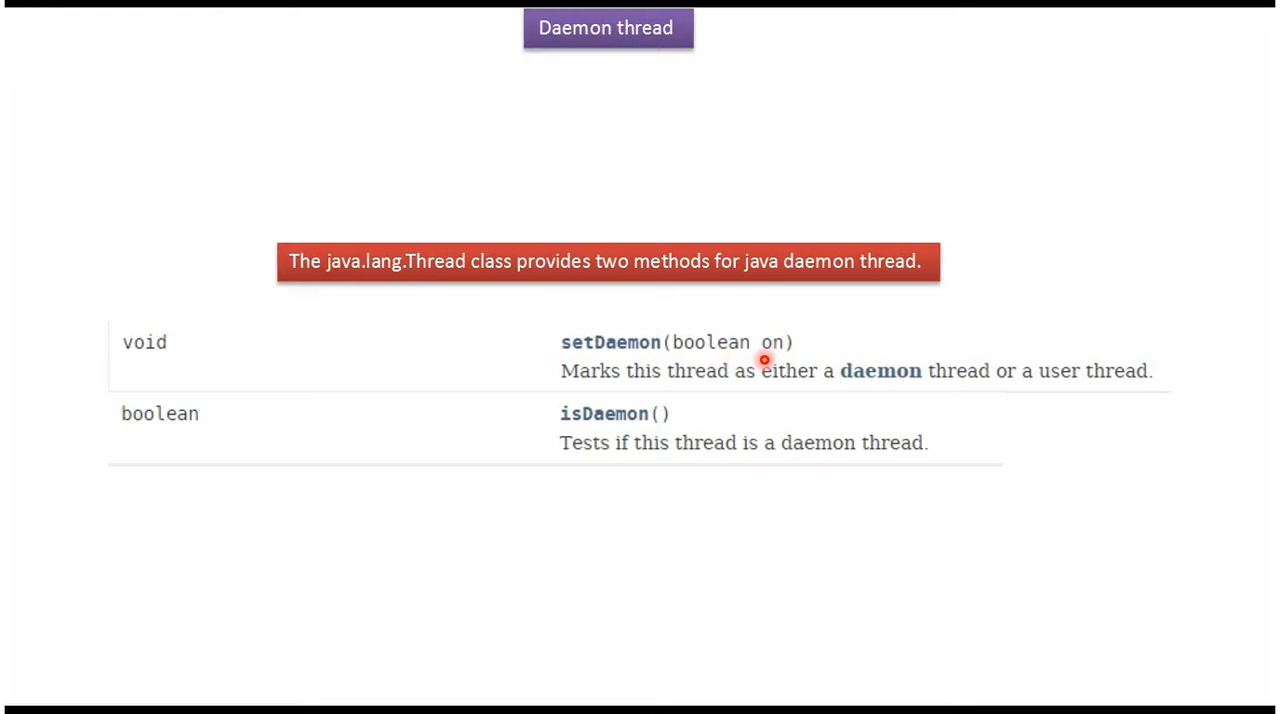 Daemon thread
The java.lang.Thread class provides two methods for java daemon thread.
void setDaemon(boolean on)
Marks this thread as either a daemon thread or a user thread.
boolean isDaemon()
Tests if this thread is a daemon thread.